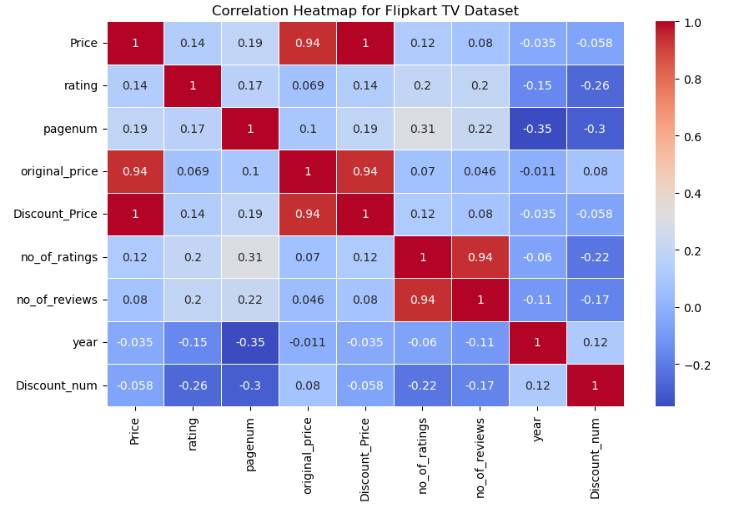 Correlation Heatmap for Flipkart TV Dataset
Price 1 0.14 0.19 0.94 1 0.12 0.08 -0.035 -0.058
rating 0.14 1 0.17 0.069 0.14 0.2 0.2 -0.15 -0.26
pagenum 0.19 0.17 1 0.1 0.19 0.31 0.22 -0.35 -0.3
original_price 0.94 0.069 0.1 1 0.94 0.07 0.046 -0.011 0.08
Discount_Price 1 0.14 0.19 0.94 1 0.12 0.08 -0.035 -0.058
no_of_ratings 0.12 0.2 0.31 0.07 0.12 1 0.94 -0.06 -0.22
no_of_reviews 0.08 0.2 0.22 0.046 0.08 0.94 1 -0.11 -0.17
year -0.035 -0.15 -0.35 -0.011 -0.035 -0.06 -0.11 1 0.12
Discount_num -0.058 -0.26 -0.3 0.08 -0.058 -0.22 -0.17 0.12 1
Price rating pagenum original_price Discount_Price no_of_ratings no_of_reviews year Discount_num
1.0
0.8
0.6
0.4
0.2
0.0
−0.2